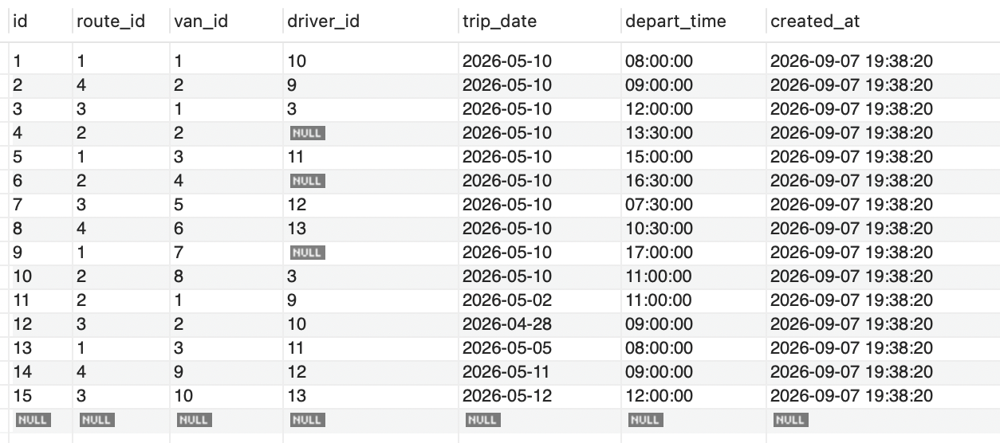 id route_id van_id driver_id trip_date depart_time created_at
1 1 1 10 2026-05-10 08:00:00 2026-09-07 19:38:20
2 4 2 9 2026-05-10 09:00:00 2026-09-07 19:38:20
3 3 1 3 2026-05-10 12:00:00 2026-09-07 19:38:20
4 2 2 NULL 2026-05-10 13:30:00 2026-09-07 19:38:20
5 1 3 11 2026-05-10 15:00:00 2026-09-07 19:38:20
6 2 4 NULL 2026-05-10 16:30:00 2026-09-07 19:38:20
7 3 5 12 2026-05-10 07:30:00 2026-09-07 19:38:20
8 4 6 13 2026-05-10 10:30:00 2026-09-07 19:38:20
9 1 7 NULL 2026-05-10 17:00:00 2026-09-07 19:38:20
10 2 8 3 2026-05-10 11:00:00 2026-09-07 19:38:20
11 2 1 9 2026-05-02 11:00:00 2026-09-07 19:38:20
12 3 2 10 2026-04-28 09:00:00 2026-09-07 19:38:20
13 1 3 11 2026-05-05 08:00:00 2026-09-07 19:38:20
14 4 9 12 2026-05-11 09:00:00 2026-09-07 19:38:20
15 3 10 13 2026-05-12 12:00:00 2026-09-07 19:38:20
NULL NULL NULL NULL NULL NULL NULL